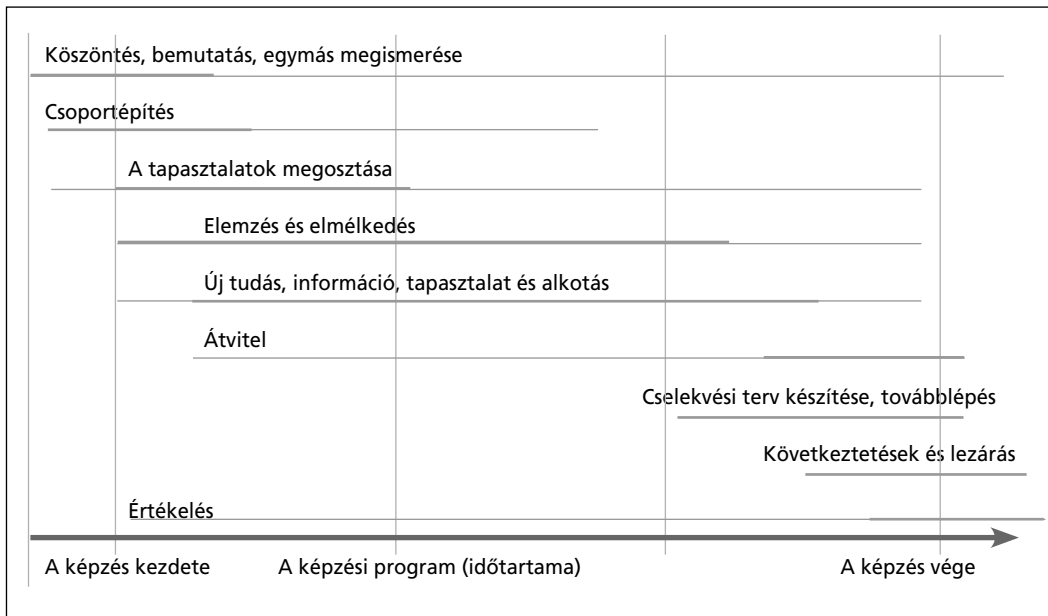 Köszöntés, bemutatás, egymás megismerése
Csoportépítés
A tapasztalatok megosztása
Elemzés és elmélkedés
Új tudás, információ, tapasztalat és alkotás
Átvitel
Cselekvési terv készítése, továbblépés
Következtetések és lezárás
Értékelés
A képzés kezdete A képzési program (időtartama) A képzés vége